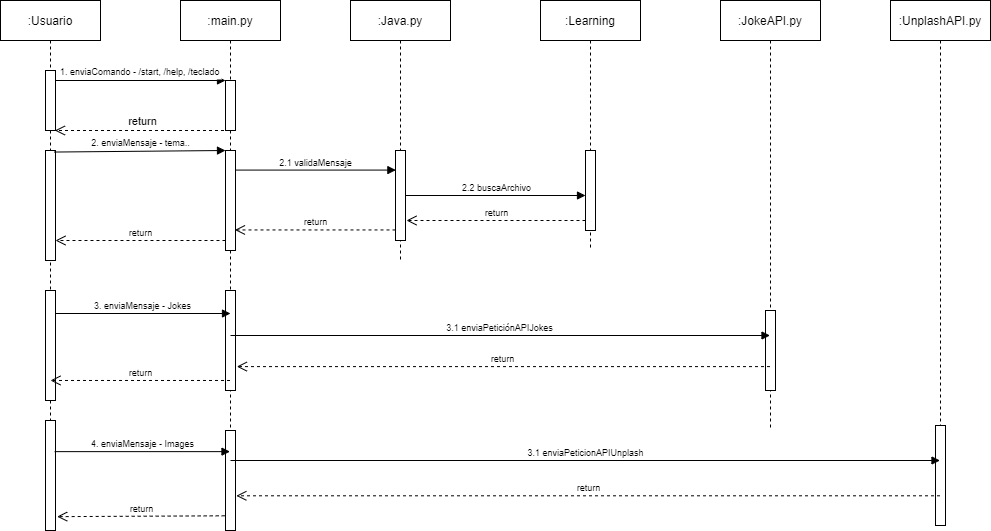 :Usuario
:main.py
:Java.py
:Learning
:JokeAPI.py
:UnplashAPI.py
1. enviaComando - /start, /help, /teclado
return
2. enviaMensaje - tema..
2.1 validaMensaje
2.2 buscaArchivo
return
return
return
3. enviaMensaje - Jokes
3.1 enviaPeticiónAPIJokes
return
return
4. enviaMensaje - Images
3.1 enviaPeticionAPIUnplash
return
return